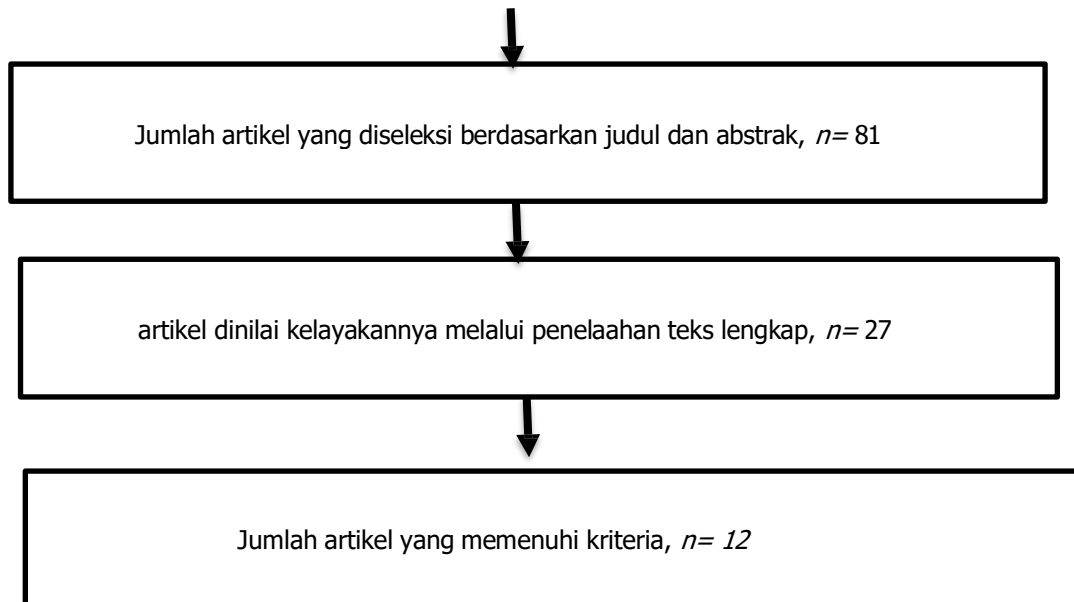 Jumlah artikel yang diseleksi berdasarkan judul dan abstrak, n= 81
artikel dinilai kelayakannya melalui penelaahan teks lengkap, n= 27
Jumlah artikel yang memenuhi kriteria, n= 12